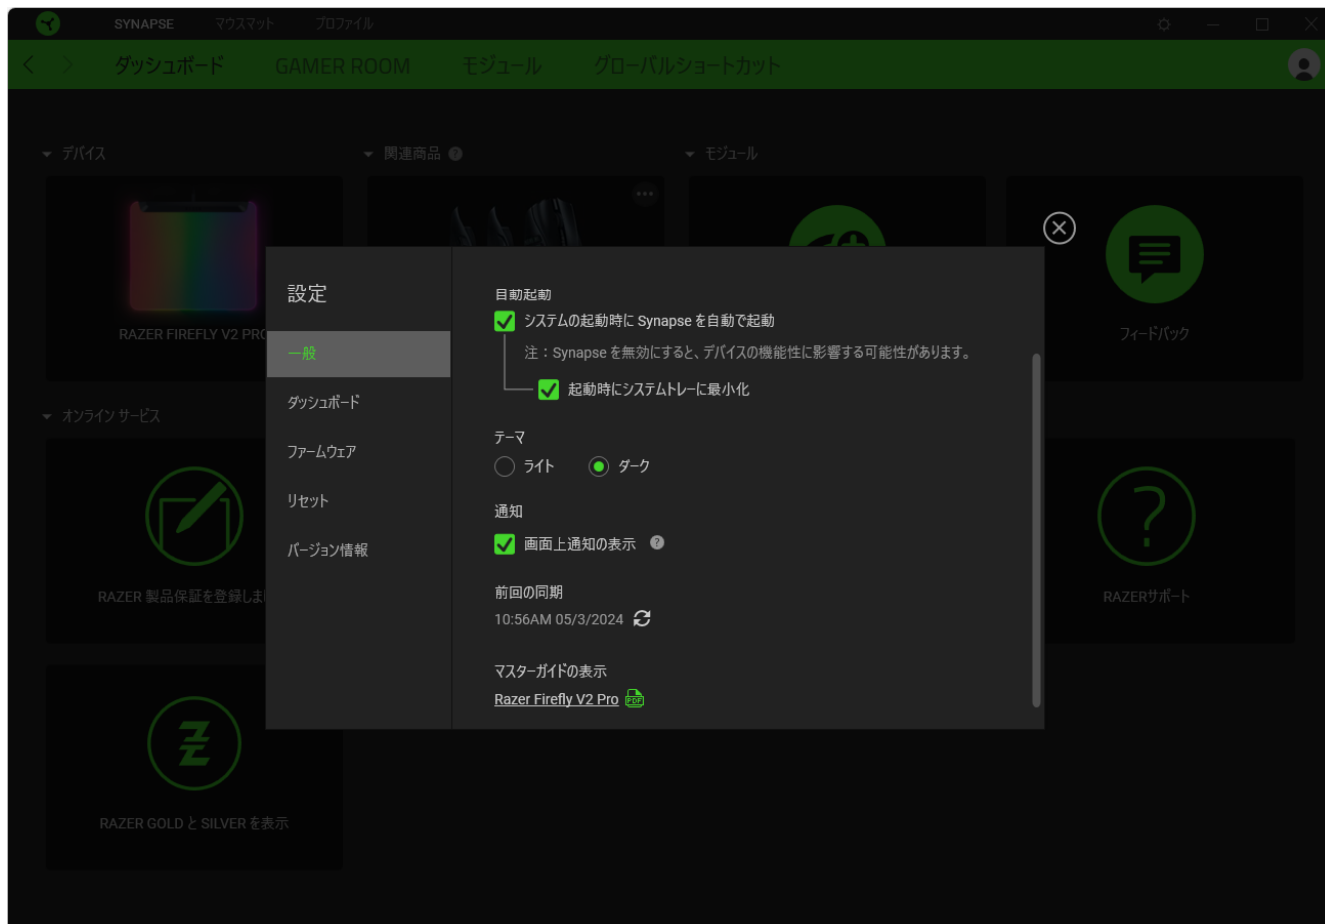 SYNAPSE
マウスマット
プロファイル
ダッシュボード
GAMER ROOM
モジュール
グローバルショートカット
デバイス
関連商品
モジュール
RAZER FIREFLY V2 PRO
フィードバック
オンライン サービス
RAZER 製品保証を登録しま
RAZERサポート
RAZER GOLD と SILVER を表示
設定
一般
ダッシュボード
ファームウェア
リセット
バージョン情報
自動起動
システムの起動時に Synapse を自動で起動
注：Synapse を無効にすると、デバイスの機能性に影響する可能性があります。
起動時にシステムトレーに最小化
テーマ
ライト
ダーク
通知
画面上通知の表示
前回の同期
10:56AM 05/3/2024
マスターガイドの表示
Razer Firefly V2 Pro
PDF